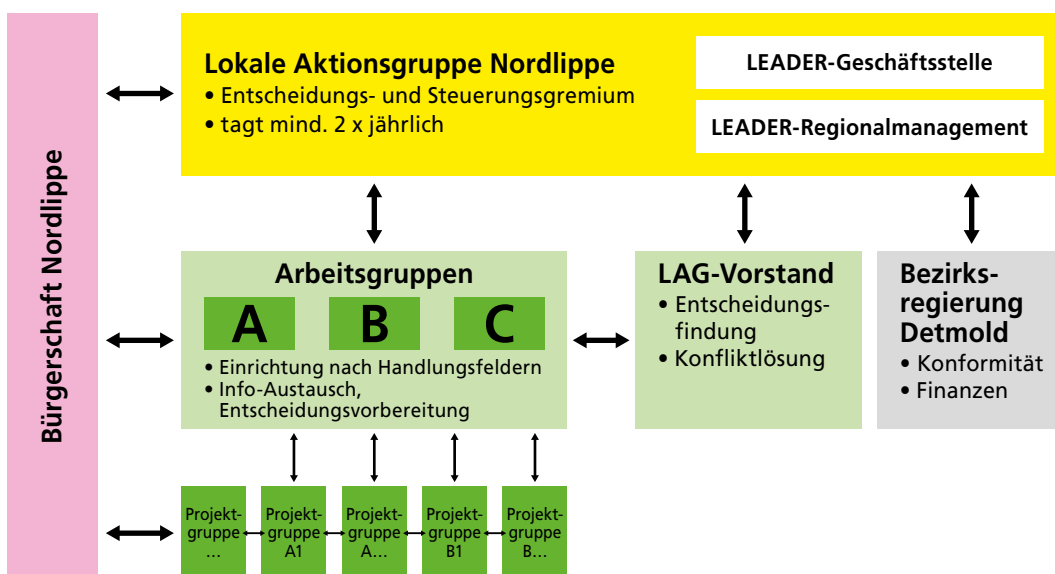 Bürgerschaft Nordlippe
Lokale Aktionsgruppe Nordlippe
• Entscheidungs- und Steuerungsgremium
• tagt mind. 2 x jährlich
LEADER-Geschäftsstelle
LEADER-Regionalmanagement
Arbeitsgruppen
A
B
C
• Einrichtung nach Handlungsfeldern
• Info-Austausch,
Entscheidungsvorbereitung
LAG-Vorstand
• Entscheidungs-
findung
• Konfliktlösung
Bezirks-
regierung
Detmold
• Konformität
• Finanzen
Projekt-
gruppe
…
Projekt-
gruppe
A1
Projekt-
gruppe
A…
Projekt-
gruppe
B1
Projekt-
gruppe
B…